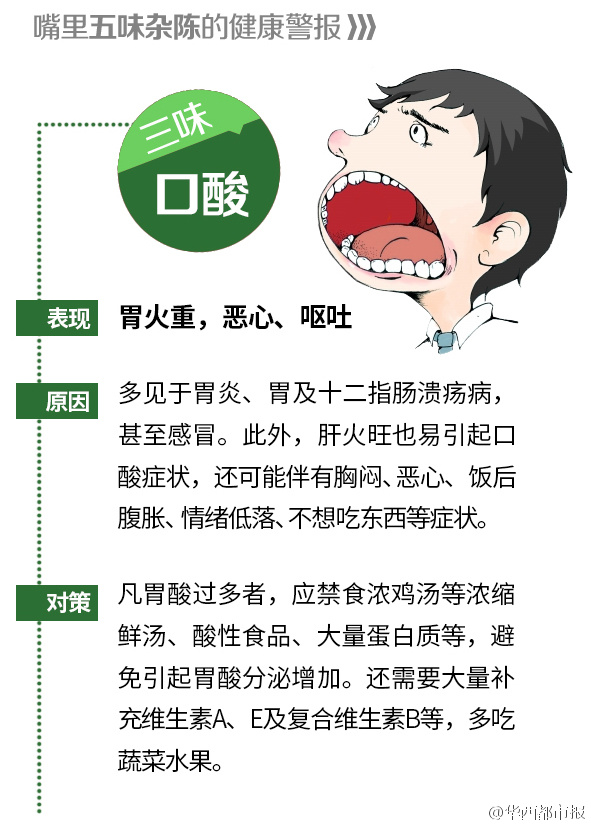 嘴里五味杂陈的健康警报》》》
三味
口酸
表现
胃火重，恶心、呕吐
原因
多见于胃炎、胃及十二指肠溃疡病，
甚至感冒。此外，肝火旺也易引起口
酸症状，还可能伴有胸闷、恶心、饭后
腹胀、情绪低落、不想吃东西等症状。
对策
凡胃酸过多者，应禁食浓鸡汤等浓缩
鲜汤、酸性食品、大量蛋白质等，避
免引起胃酸分泌增加。还需要大量补
充维生素A、E及复合维生素B等，多吃
蔬菜水果。
@华西都市报